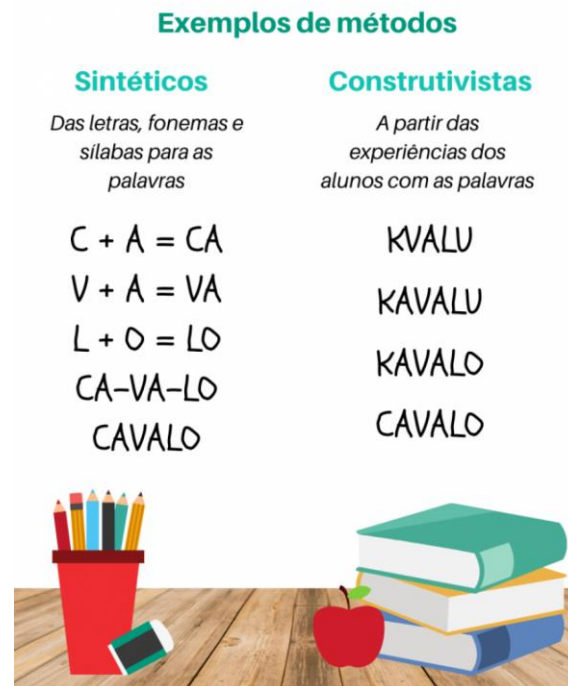 Exemplos de métodos
Sintéticos
Das letras, fonemas e
sílabas para as
palavras
C + A = CA
V + A = VA
L + O = LO
CA-VA-LO
CAVALO
Construtivistas
A partir das
experiências dos
alunos com as palavras
KVALU
KAVALU
KAVALO
CAVALO